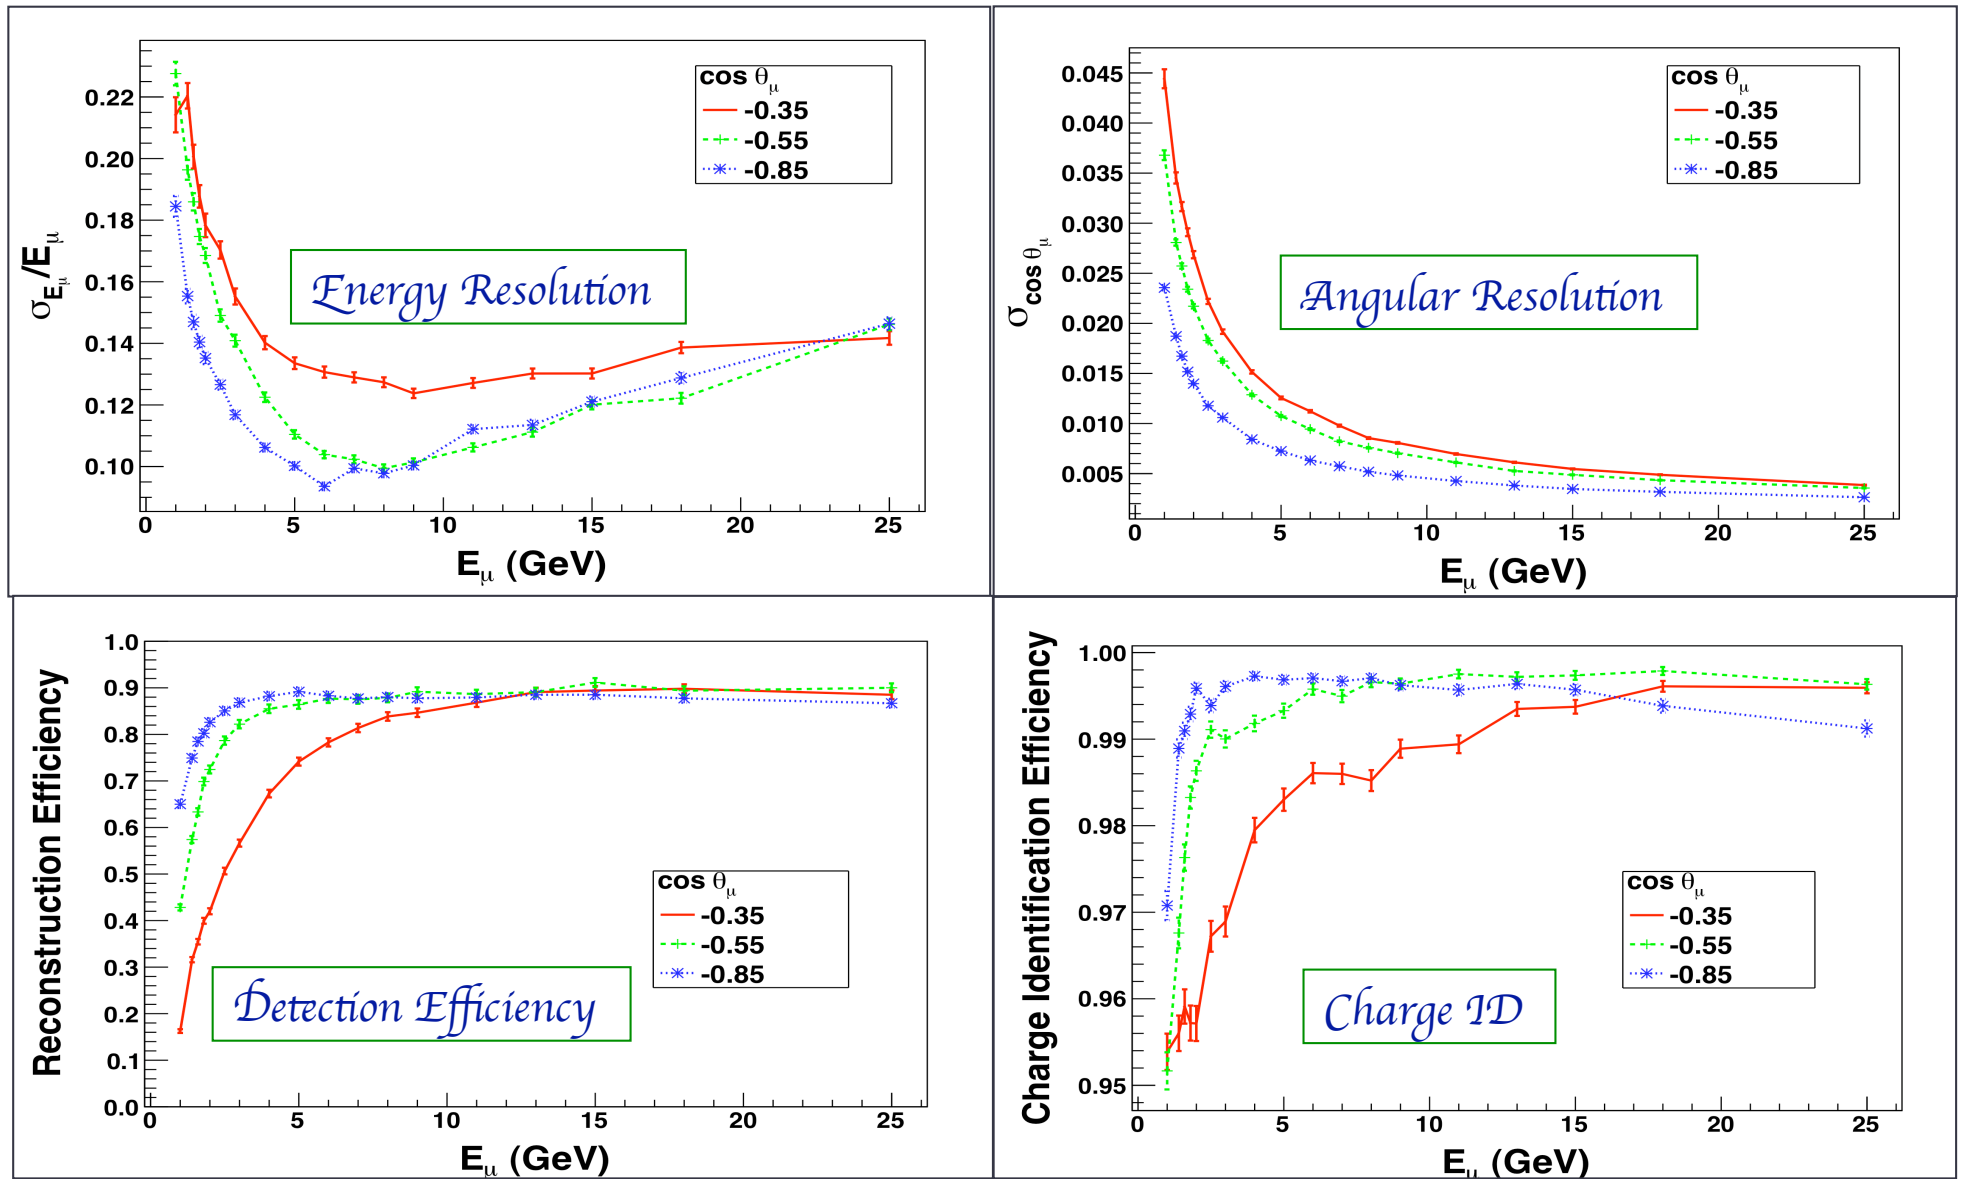 cos θμ
-0.35
-0.55
-0.85
0.22
0.20
0.18
0.16
0.14
0.12
0.10
σEμ/Eμ
Energy Resolution
0 5 10 15 20 25
Eμ (GeV)
cos θμ
-0.35
-0.55
-0.85
0.045
0.040
0.035
0.030
0.025
0.020
0.015
0.010
0.005
σcos θμ
Angular Resolution
0 5 10 15 20 25
Eμ (GeV)
1.0
0.9
0.8
0.7
0.6
0.5
0.4
0.3
0.2
0.1
0.0
Reconstruction Efficiency
cos θμ
-0.35
-0.55
-0.85
Detection Efficiency
0 5 10 15 20 25
Eμ (GeV)
1.00
0.99
0.98
0.97
0.96
0.95
Charge Identification Efficiency
cos θμ
-0.35
-0.55
-0.85
Charge ID
0 5 10 15 20 25
Eμ (GeV)